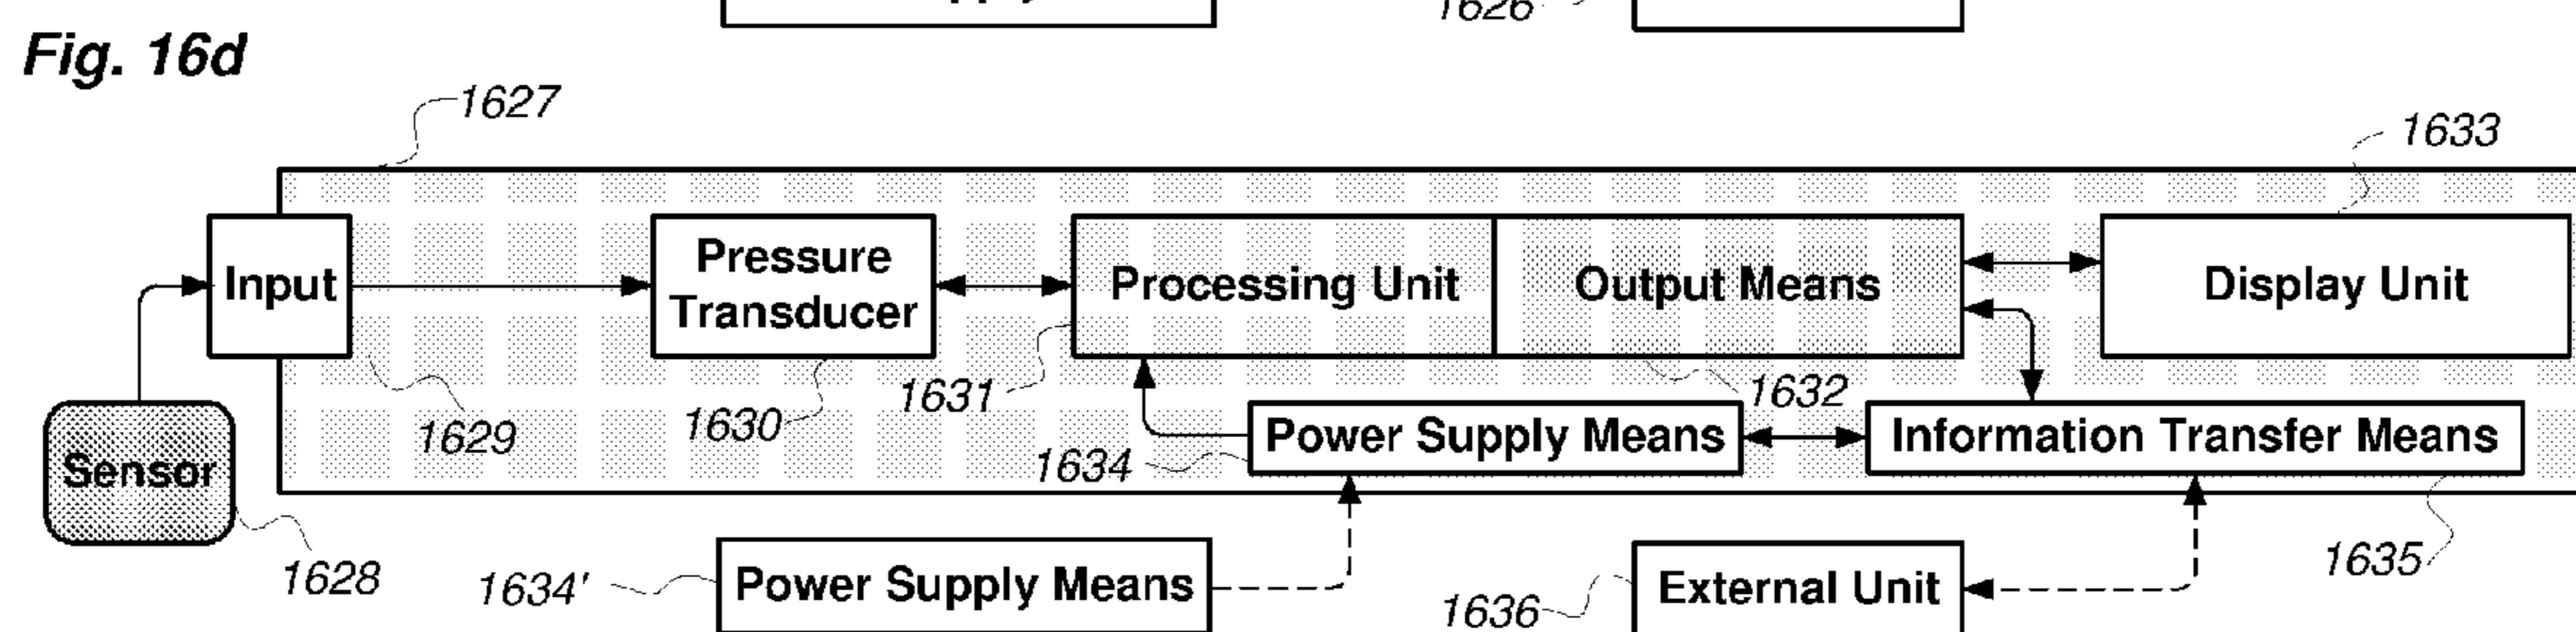 1626
Fig. 16d
1627
1633
Input
Pressure
Transducer
Processing Unit
Output Means
Display Unit
1629
1630
1631
1632
Power Supply Means
Information Transfer Means
1634
Sensor
1628
1634'
Power Supply Means
1636
External Unit
1635